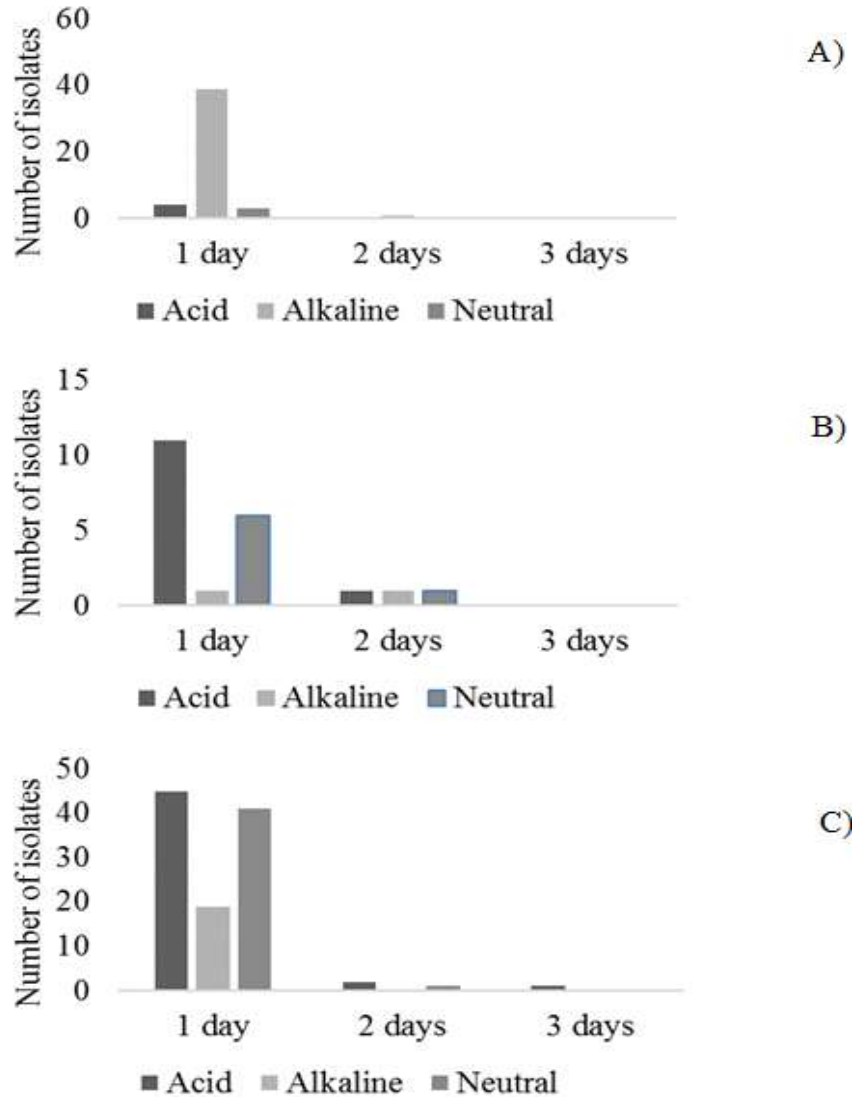 60
A)
40
20
0
Number of isolates
1 day 2 days 3 days
Acid Alkaline Neutral
15
B)
10
5
0
Number of isolates
1 day 2 days 3 days
Acid Alkaline Neutral
50
40
C)
30
20
10
0
Number of isolates
1 day 2 days 3 days
Acid Alkaline Neutral